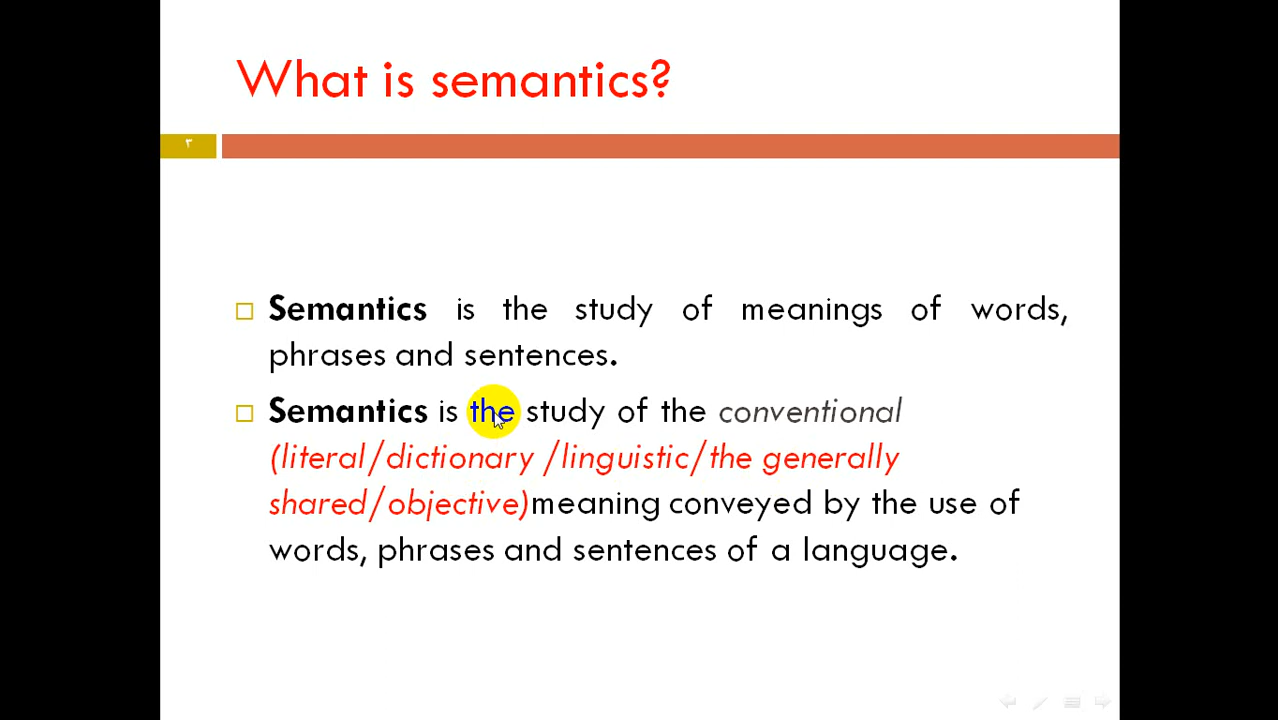 What is semantics?
٣
Semantics is the study of meanings of words,
phrases and sentences.
Semantics is the study of the conventional
(literal/dictionary /linguistic/the generally
shared/objective)meaning conveyed by the use of
words, phrases and sentences of a language.